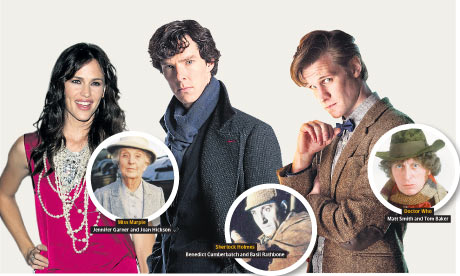 Miss Marple
Jennifer Garner and Joan Hickson
Sherlock Holmes
Benedict Cumberbatch and Basil Rathbone
Doctor Who
Matt Smith and Tom Baker